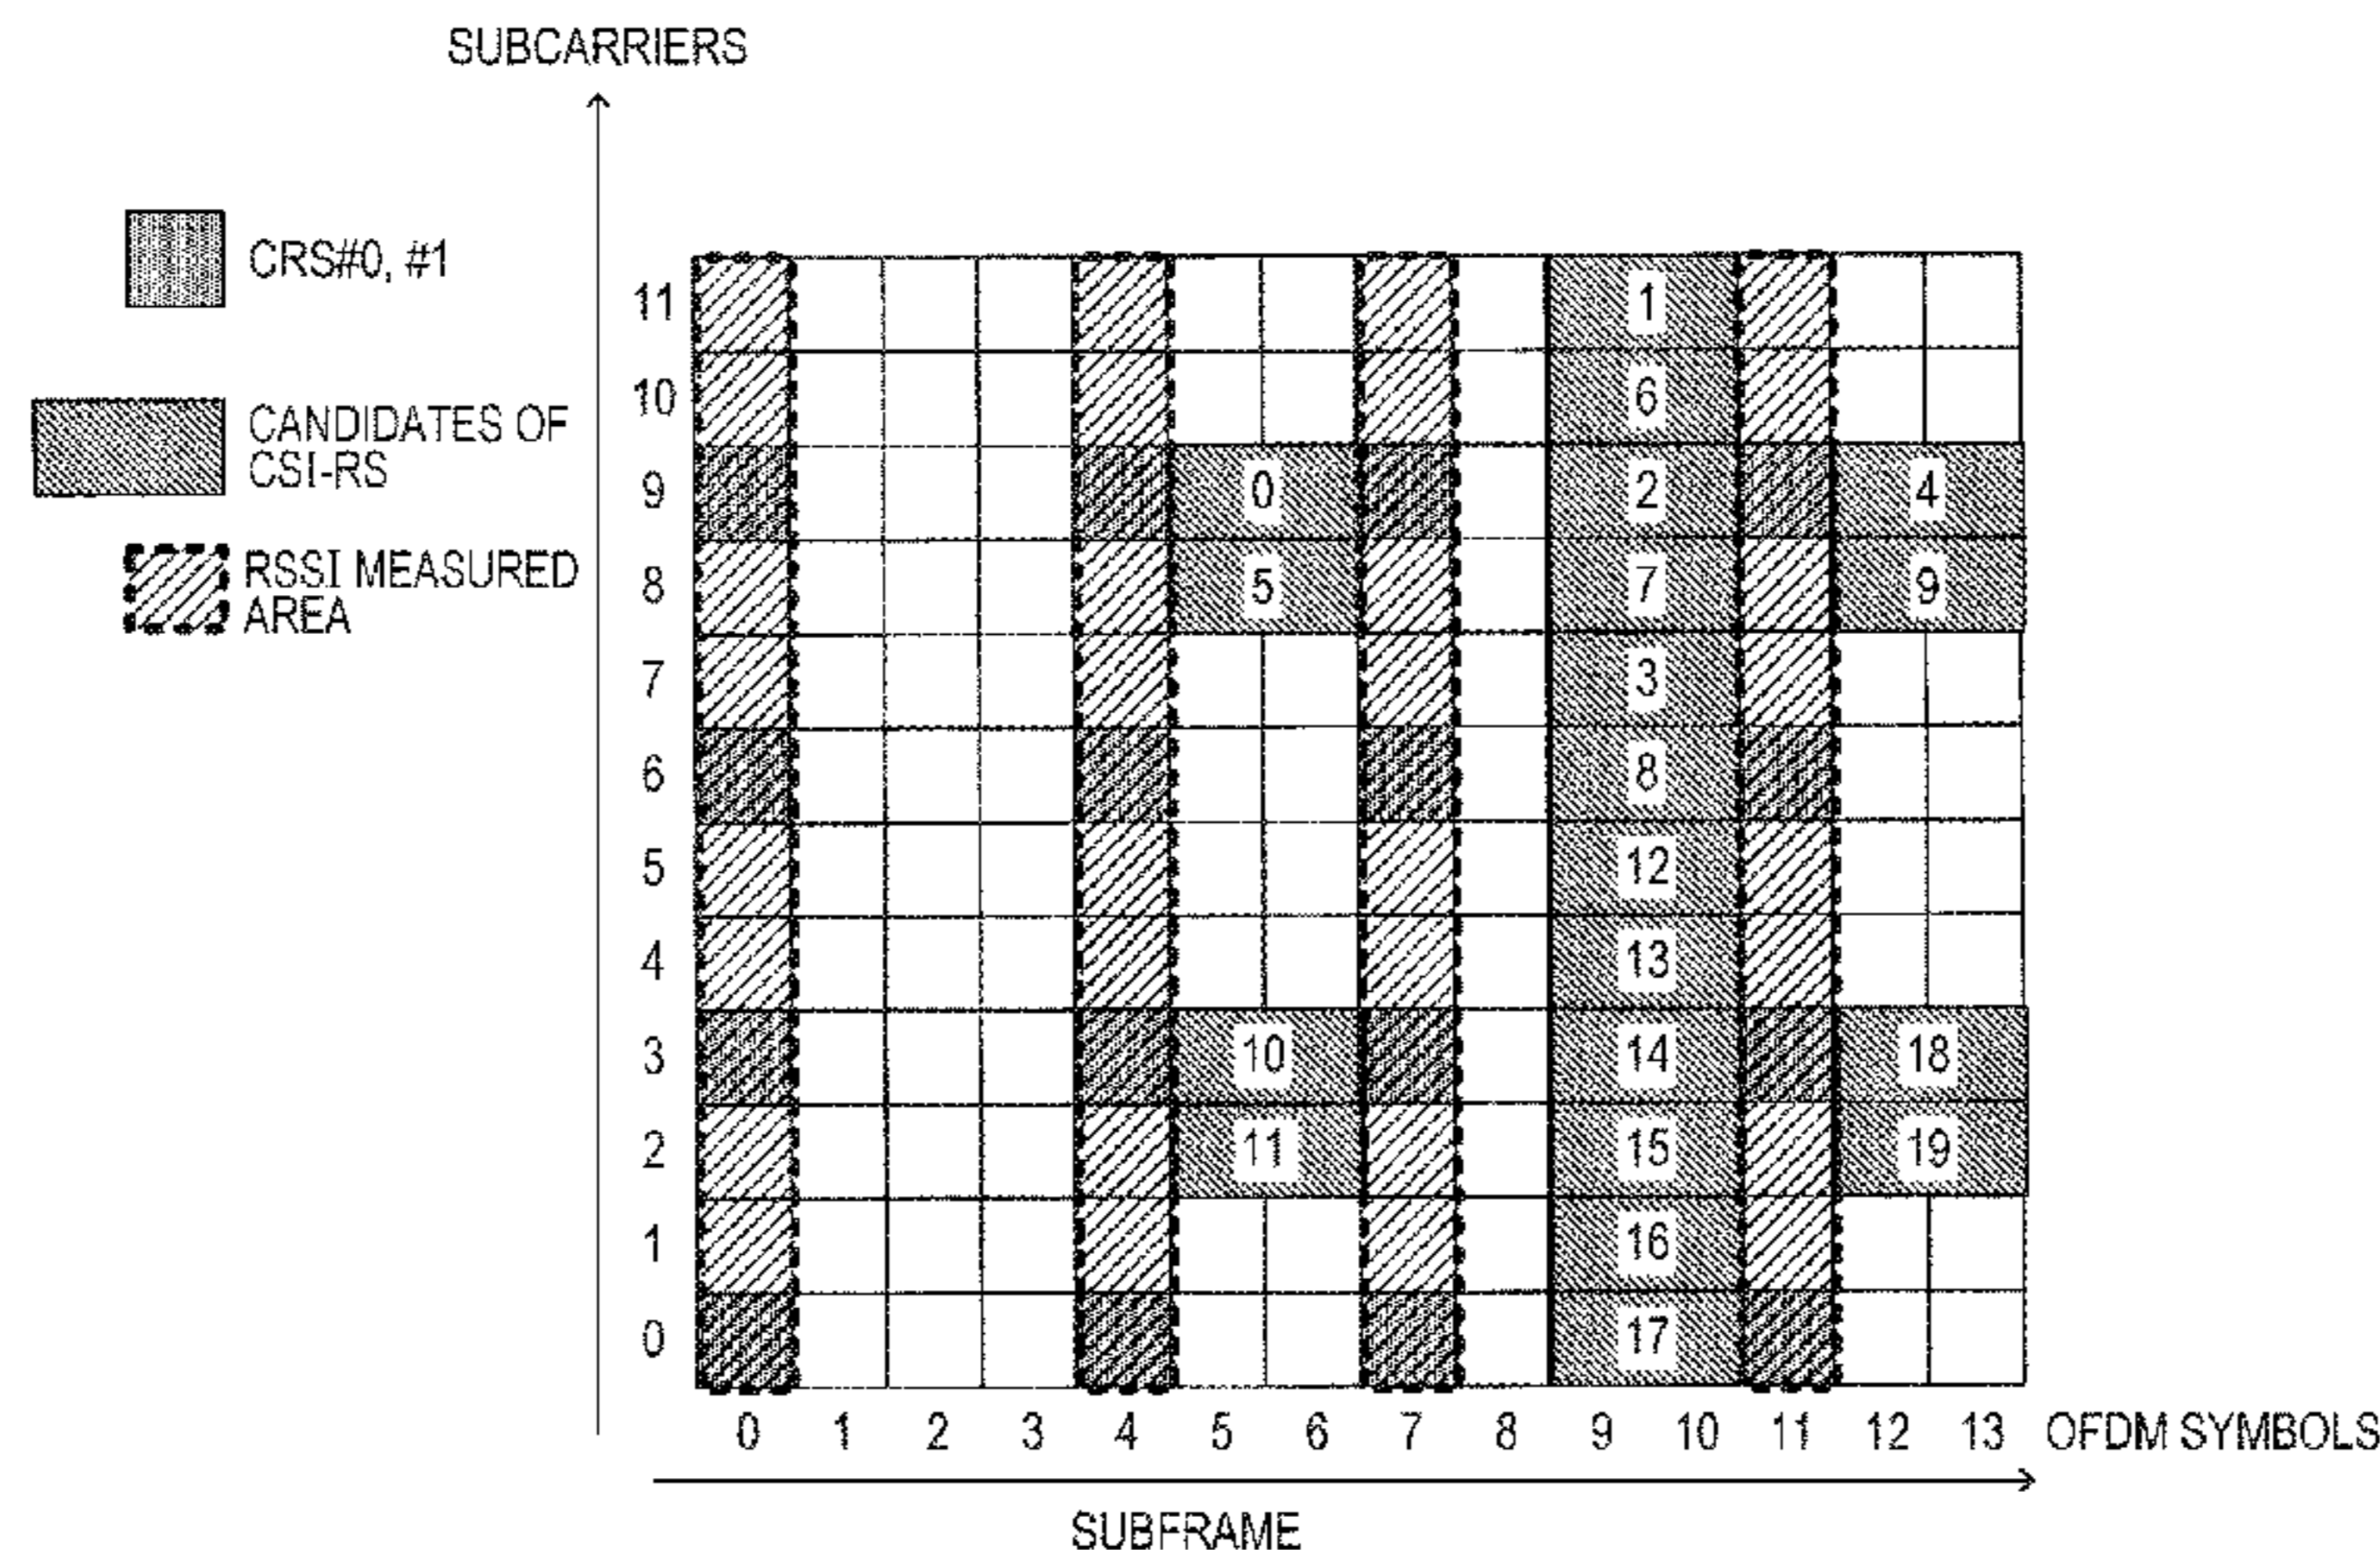 SUBCARRIERS
CRS#0, #1
CANDIDATES OF
CSI-RS
RSSI MEASURED
AREA
11 1
10 6
9 0 2 4
8 5 7 9
7 3
6 8
5 12
4 13
3 10 14 18
2 11 15 19
1 16
0 17
0 1 2 3 4 5 6 7 8 9 10 11 12 13 OFDM SYMBOLS
SUBFRAME